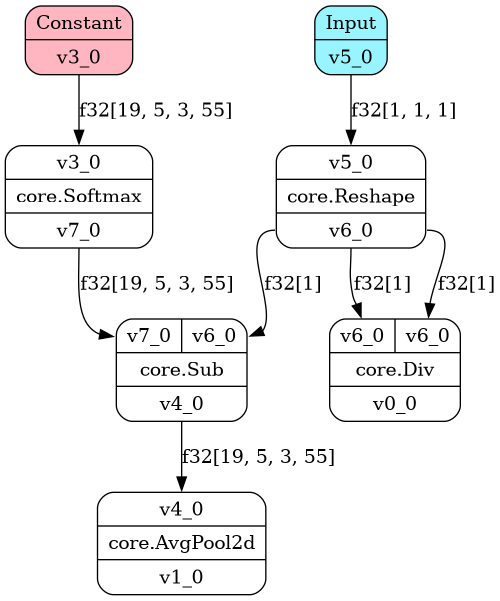 Constant
v3_0
Input
v5_0
f32[19, 5, 3, 55]
f32[1, 1, 1]
v3_0
core.Softmax
v7_0
v5_0
core.Reshape
v6_0
f32[19, 5, 3, 55]
f32[1]
f32[1]
f32[1]
v7_0 v6_0
core.Sub
v4_0
v6_0 v6_0
core.Div
v0_0
f32[19, 5, 3, 55]
v4_0
core.AvgPool2d
v1_0